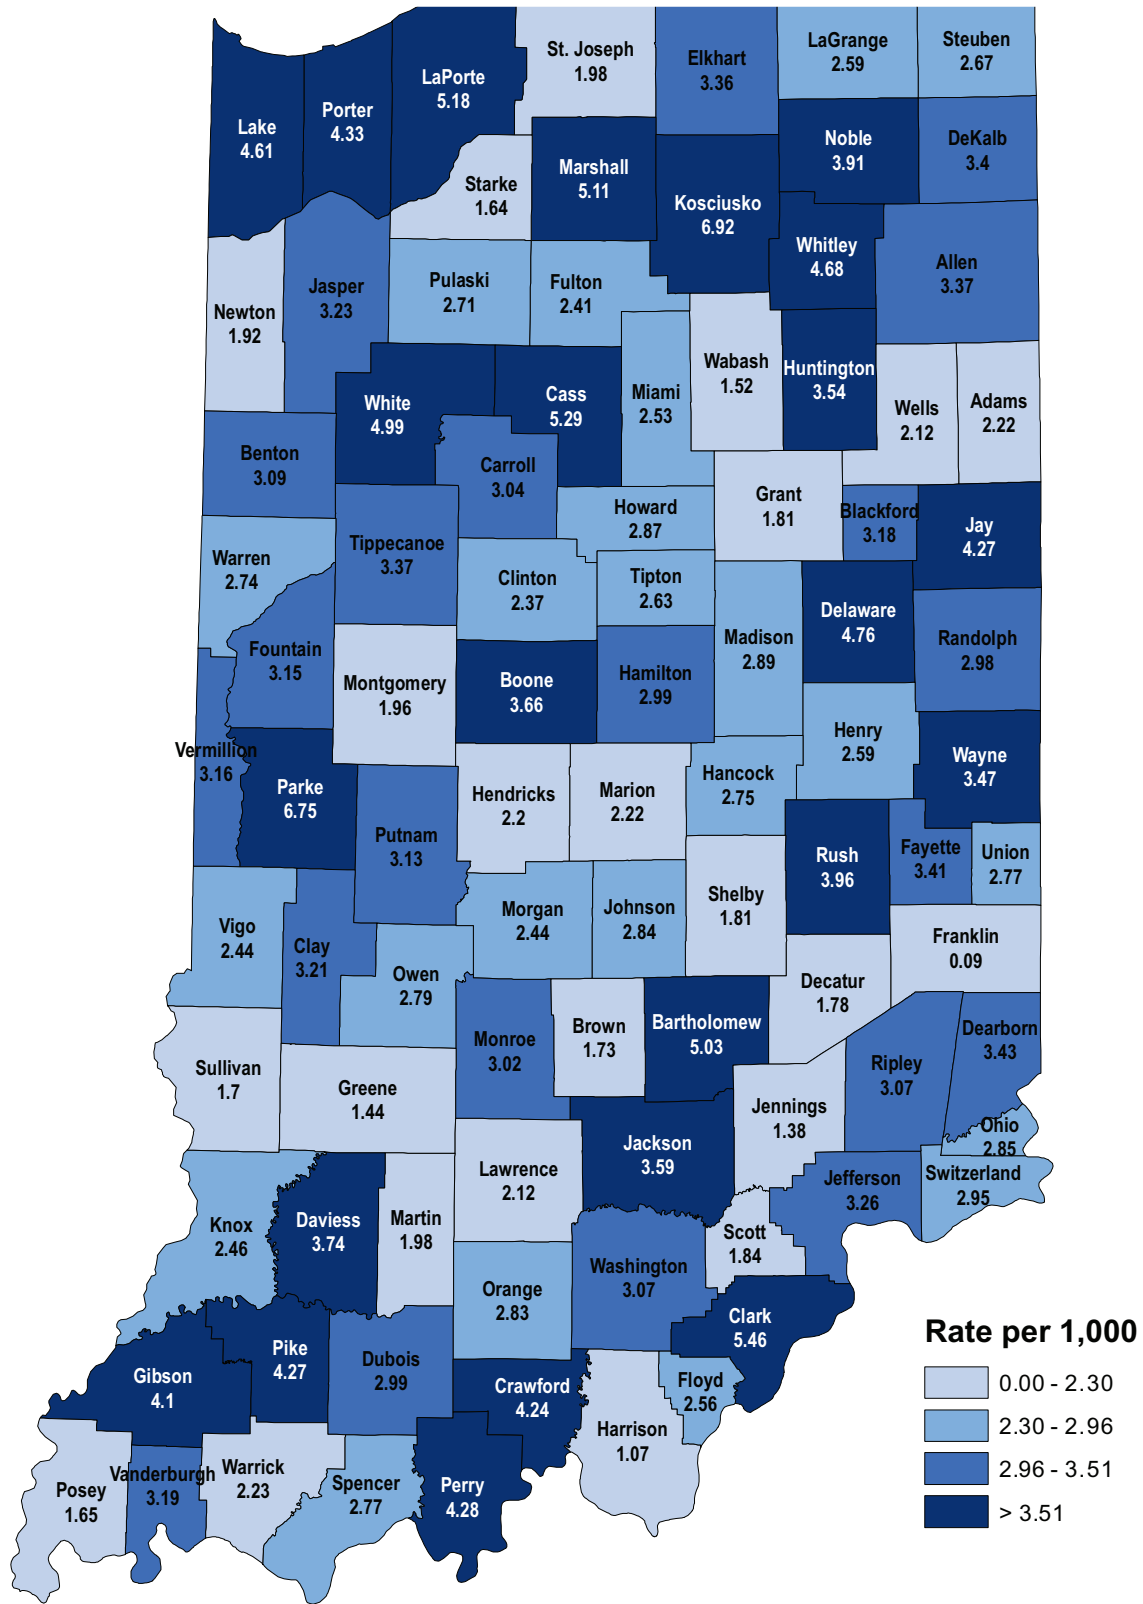 St. Joseph
1.98
Elkhart
3.36
LaGrange
2.59
Steuben
2.67
LaPorte
5.18
Porter
4.33
Lake
4.61
Noble
3.91
DeKalb
3.4
Marshall
5.11
Starke
1.64
Kosciusko
6.92
Whitley
4.68
Allen
3.37
Newton
1.92
Jasper
3.23
Pulaski
2.71
Fulton
2.41
Wabash
1.52
Huntington
3.54
White
4.99
Cass
5.29
Miami
2.53
Wells
2.12
Adams
2.22
Benton
3.09
Carroll
3.04
Grant
1.81
Howard
2.87
Blackford
3.18
Jay
4.27
Warren
2.74
Tippecanoe
3.37
Clinton
2.37
Tipton
2.63
Delaware
4.76
Randolph
2.98
Madison
2.89
Fountain
3.15
Montgomery
1.96
Boone
3.66
Hamilton
2.99
Henry
2.59
Wayne
3.47
Vermillion
3.16
Parke
6.75
Hendricks
2.2
Marion
2.22
Hancock
2.75
Putnam
3.13
Rush
3.96
Fayette
3.41
Union
2.77
Shelby
1.81
Morgan
2.44
Johnson
2.84
Vigo
2.44
Clay
3.21
Franklin
0.09
Owen
2.79
Decatur
1.78
Monroe
3.02
Brown
1.73
Bartholomew
5.03
Dearborn
3.43
Ripley
3.07
Sullivan
1.7
Greene
1.44
Jennings
1.38
Ohio
2.85
Jackson
3.59
Lawrence
2.12
Jefferson
3.26
Switzerland
2.95
Knox
2.46
Daviess
3.74
Martin
1.98
Scott
1.84
Washington
3.07
Orange
2.83
Clark
5.46
Pike
4.27
Dubois
2.99
Gibson
4.1
Crawford
4.24
Floyd
2.56
Harrison
1.07
Posey
1.65
Vanderburgh
3.19
Warrick
2.23
Spencer
2.77
Perry
4.28
Rate per 1,000
0.00 - 2.30
2.30 - 2.96
2.96 - 3.51
> 3.51